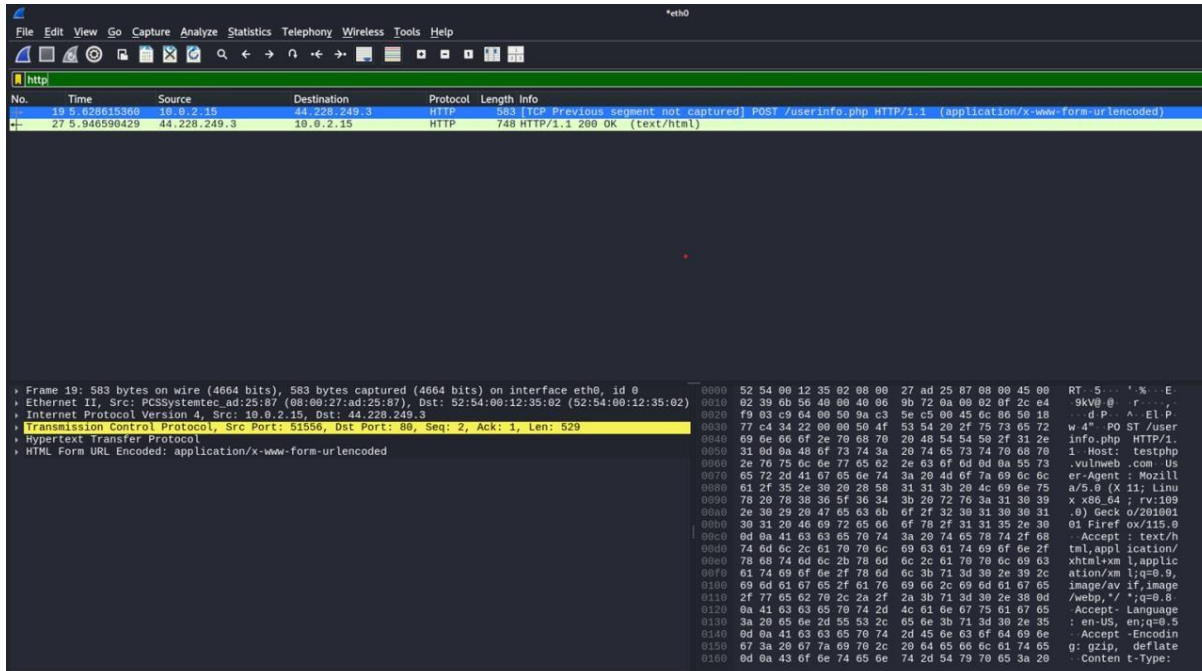 *eth0
File Edit View Go Capture Analyze Statistics Telephony Wireless Tools Help
http
No. Time Source Destination Protocol Length Info
19 5.628615360 10.0.2.15 44.228.249.3 HTTP 583 [TCP Previous segment not captured] POST /userinfo.php HTTP/1.1 (application/x-www-form-urlencoded)
27 5.946590429 44.228.249.3 10.0.2.15 HTTP 748 HTTP/1.1 200 OK (text/html)
Frame 19: 583 bytes on wire (4664 bits), 583 bytes captured (4664 bits) on interface eth0, id 0
Ethernet II, Src: PCSSystemtec_ad:25:87 (08:00:27:ad:25:87), Dst: 52:54:00:12:35:02 (52:54:00:12:35:02)
Internet Protocol Version 4, Src: 10.0.2.15, Dst: 44.228.249.3
Transmission Control Protocol, Src Port: 51556, Dst Port: 80, Seq: 2, Ack: 1, Len: 529
Hypertext Transfer Protocol
HTML Form URL Encoded: application/x-www-form-urlencoded
0000 52 54 00 12 35 02 08 00 27 ad 25 87 08 00 45 00 RT··5···'·%···E·
0010 02 39 6b 56 40 00 40 06 9b 72 0a 00 02 0f 2c e4 ·9kV@·@··r····,·
0020 f9 03 c9 64 00 50 9a c3 5e c5 00 45 6c 86 50 18 ···d·P··^··El·P·
0030 77 c4 34 22 00 00 50 4f 53 54 20 2f 75 73 65 72 w·4"··PO ST /user
0040 69 6e 66 6f 2e 70 68 70 20 48 54 54 50 2f 31 2e info.php HTTP/1.
0050 31 0d 0a 48 6f 73 74 3a 20 74 65 73 74 70 68 70 1··Host: testphp
0060 2e 76 75 6c 6e 77 65 62 2e 63 6f 6d 0d 0a 55 73 .vulnweb .com··Us
0070 65 72 2d 41 67 65 6e 74 3a 20 4d 6f 7a 69 6c 6c er-Agent : Mozill
0080 61 2f 35 2e 30 20 28 58 31 31 3b 20 4c 69 6e 75 a/5.0 (X 11; Linu
0090 78 20 78 38 36 5f 36 34 3b 20 72 76 3a 31 30 39 x x86_64 ; rv:109
00a0 2e 30 29 20 47 65 63 6b 6f 2f 32 30 31 30 30 31 .0) Geck o/201001
00b0 30 31 20 46 69 72 65 66 6f 78 2f 31 31 35 2e 30 01 Firef ox/115.0
00c0 0d 0a 41 63 63 65 70 74 3a 20 74 65 78 74 2f 68 ··Accept : text/h
00d0 74 6d 6c 2c 61 70 70 6c 69 63 61 74 69 6f 6e 2f tml,appl ication/
00e0 78 68 74 6d 6c 2b 78 6d 6c 2c 61 70 70 6c 69 63 xhtml+xm l,applic
00f0 61 74 69 6f 6e 2f 78 6d 6c 3b 71 3d 30 2e 39 2c ation/xm l;q=0.9,
0100 69 6d 61 67 65 2f 61 76 69 66 2c 69 6d 61 67 65 image/av if,image
0110 2f 77 65 62 70 2c 2a 2f 2a 3b 71 3d 30 2e 38 0d /webp,*/ *;q=0.8·
0120 0a 41 63 63 65 70 74 2d 4c 61 6e 67 75 61 67 65 ·Accept- Language
0130 3a 20 65 6e 2d 55 53 2c 65 6e 3b 71 3d 30 2e 35 : en-US, en;q=0.5
0140 0d 0a 41 63 63 65 70 74 2d 45 6e 63 6f 64 69 6e ··Accept -Encodin
0150 67 3a 20 67 7a 69 70 2c 20 64 65 66 6c 61 74 65 g: gzip, deflate
0160 0d 0a 43 6f 6e 74 65 6e 74 2d 54 79 70 65 3a 20 ··Conten t-Type: